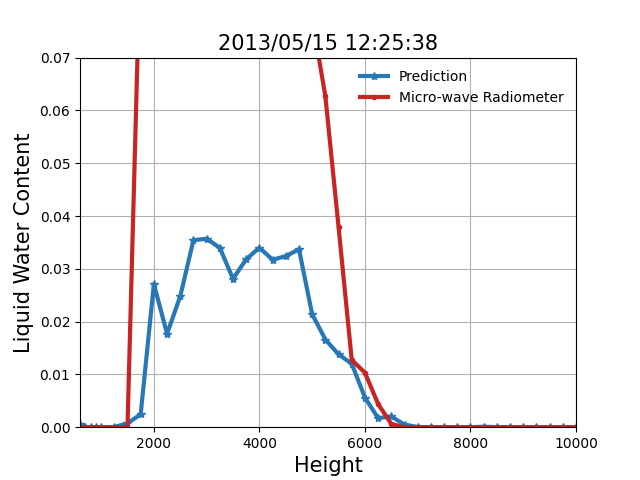 2013/05/15 12:25:38
Prediction
Micro-wave Radiometer
Liquid Water Content
0.07
0.06
0.05
0.04
0.03
0.02
0.01
0.00
2000 4000 6000 8000 10000
Height